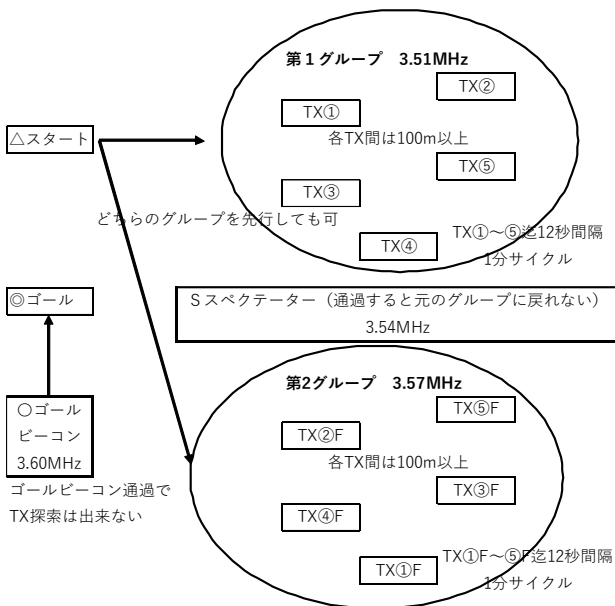 第１グループ　3.51MHz
TX②
TX①
各TX間は100m以上
△スタート
TX⑤
TX③
どちらのグループを先行しても可
TX①～⑤迄12秒間隔
TX④
1分サイクル
◎ゴール
Ｓスペクテーター（通過すると元のグループに戻れない）
3.54MHz
第2グループ　3.57MHz
○ゴール
ビーコン
3.60MHz
TX⑤F
TX②F
各TX間は100m以上
ゴールビーコン通過で
TX探索は出来ない
TX③F
TX④F
TX①F～⑤F迄12秒間隔
TX①F
1分サイクル